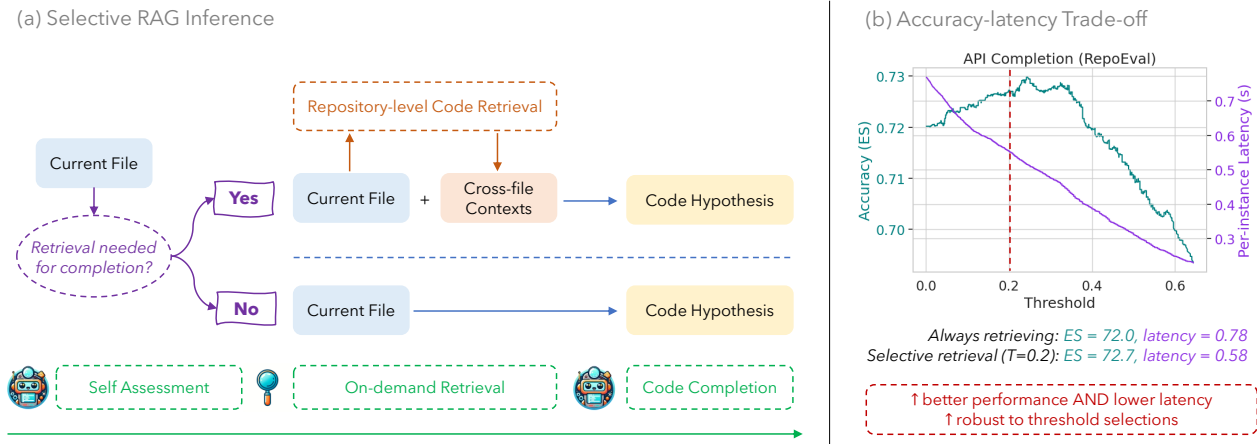 (a) Selective RAG Inference
Current File
Retrieval needed
for completion?
Yes
No
Repository-level Code Retrieval
Current File
+
Cross-file
Contexts
Code Hypothesis
Current File
Code Hypothesis
Self Assessment
On-demand Retrieval
Code Completion
(b) Accuracy-latency Trade-off
API Completion (RepoEval)
Accuracy (ES)
0.73
0.72
0.71
0.70
0.7
0.6
0.5
0.4
0.3
Per-instance Latency (s)
0.0 0.2 0.4 0.6
Threshold
Always retrieving: ES = 72.0, latency = 0.78
Selective retrieval (T=0.2): ES = 72.7, latency = 0.58
↑better performance AND lower latency
↑robust to threshold selections